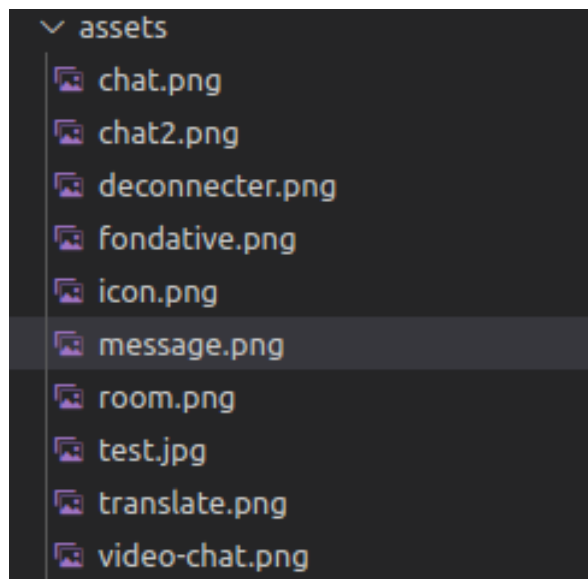 assets
chat.png
chat2.png
deconnecter.png
fondative.png
icon.png
message.png
room.png
test.jpg
translate.png
video-chat.png